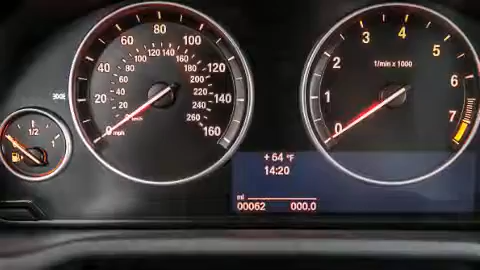 0 20 40 60 80 100 120 140 160
0 20 40 60 80 100 120 140 160 180 200 220 240 260
mph
km/h
0 1 2 3 4 5 6 7
1/min x 1000
1/2
1
+ 64 °F
14:20
mi
00062 000.0